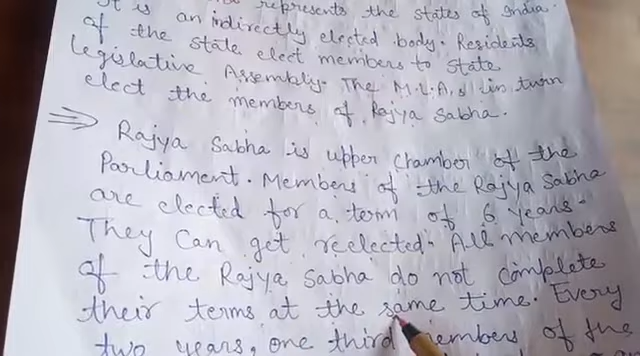 It is represents the states of India.
an indirectly elected body. Residents
of the state elect members to state
legislative Assembly. The M.L.A,s in turn
elect the members of Rajya Sabha.
⇒ Rajya Sabha is upper chamber of the
Parliament. Members of the Rajya Sabha
are elected for a term of 6 years.
They can get reelected. All members
of the Rajya Sabha do not complete
their terms at the same time. Every
two years, one third members of the